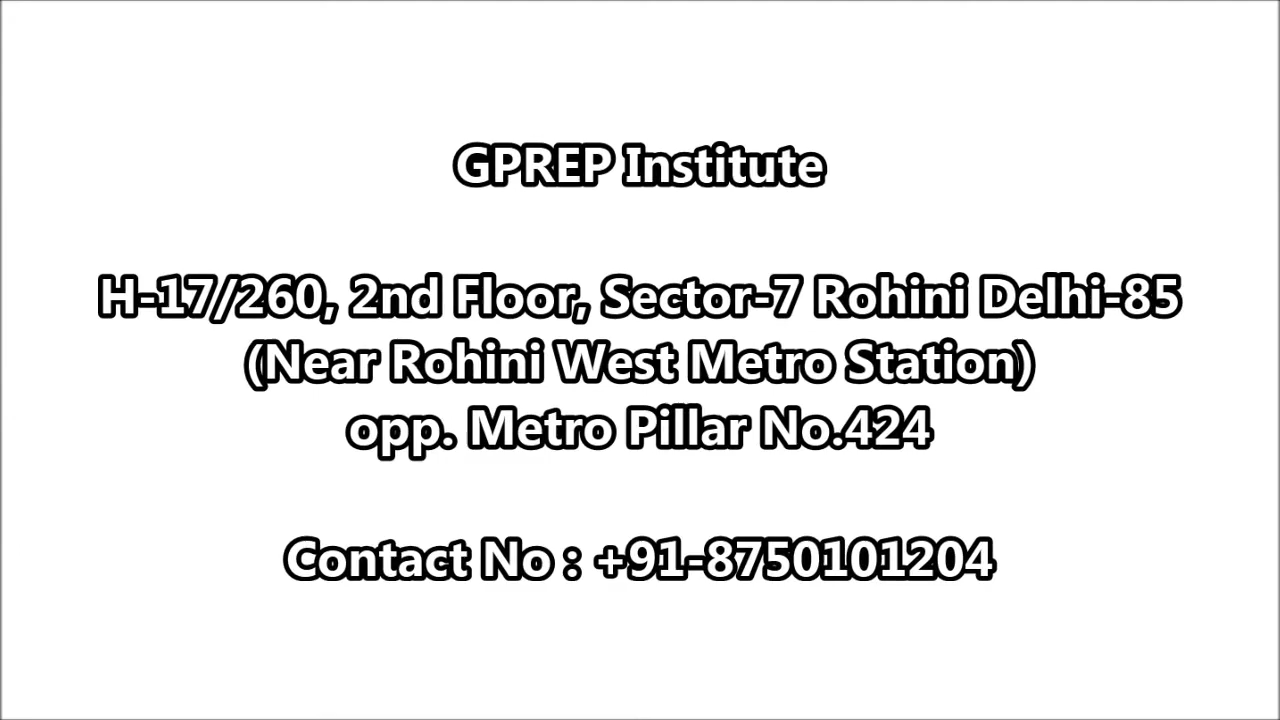 GPREP Institute
H-17/260, 2nd Floor, Sector-7 Rohini Delhi-85
(Near Rohini West Metro Station)
opp. Metro Pillar No.424
Contact No : +91-8750101204